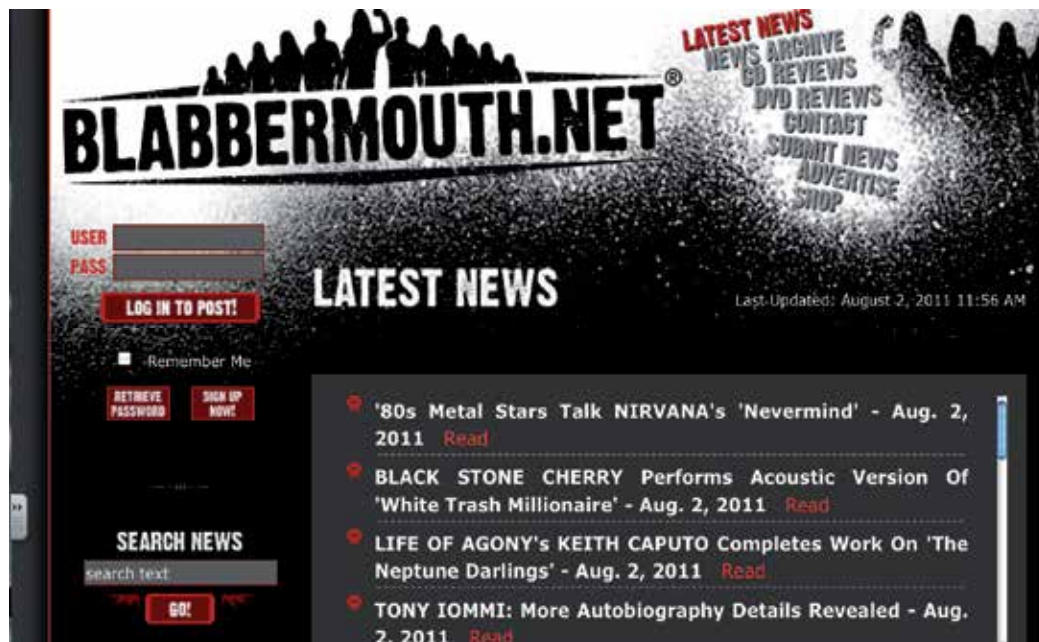 BLABBERMOUTH.NET®
LATEST NEWS
NEWS ARCHIVE
CD REVIEWS
DVD REVIEWS
CONTACT
SUBMIT NEWS
ADVERTISE
SHOP
USER
PASS
LOG IN TO POST!
Remember Me
RETRIEVE
PASSWORD
SIGN UP
NOW!
SEARCH NEWS
search text
GO!
LATEST NEWS
Last Updated: August 2, 2011 11:56 AM
'80s Metal Stars Talk NIRVANA's 'Nevermind' - Aug. 2,
2011 Read
BLACK STONE CHERRY Performs Acoustic Version Of
'White Trash Millionaire' - Aug. 2, 2011 Read
LIFE OF AGONY's KEITH CAPUTO Completes Work On 'The
Neptune Darlings' - Aug. 2, 2011 Read
TONY IOMMI: More Autobiography Details Revealed - Aug.
2, 2011 Read